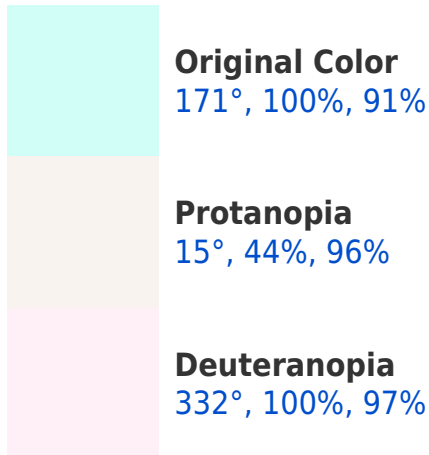 Original Color
171°, 100%, 91%
Protanopia
15°, 44%, 96%
Deuteranopia
332°, 100%, 97%